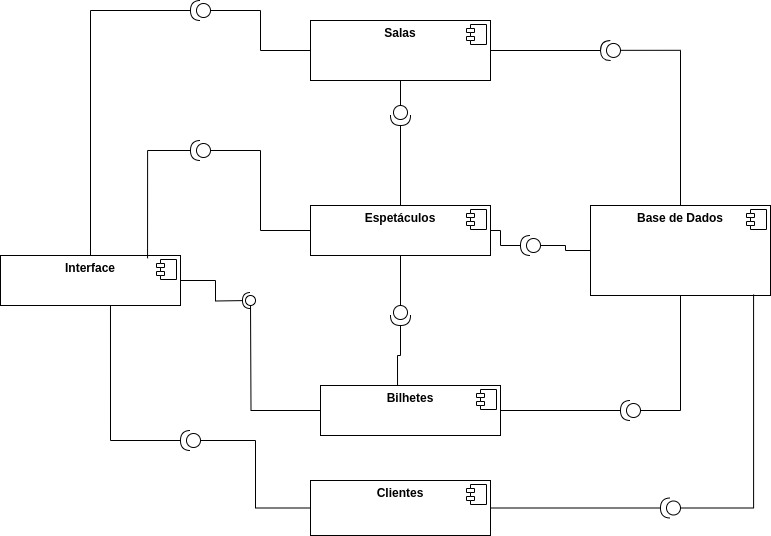 Salas
Espetáculos
Base de Dados
Interface
Bilhetes
Clientes